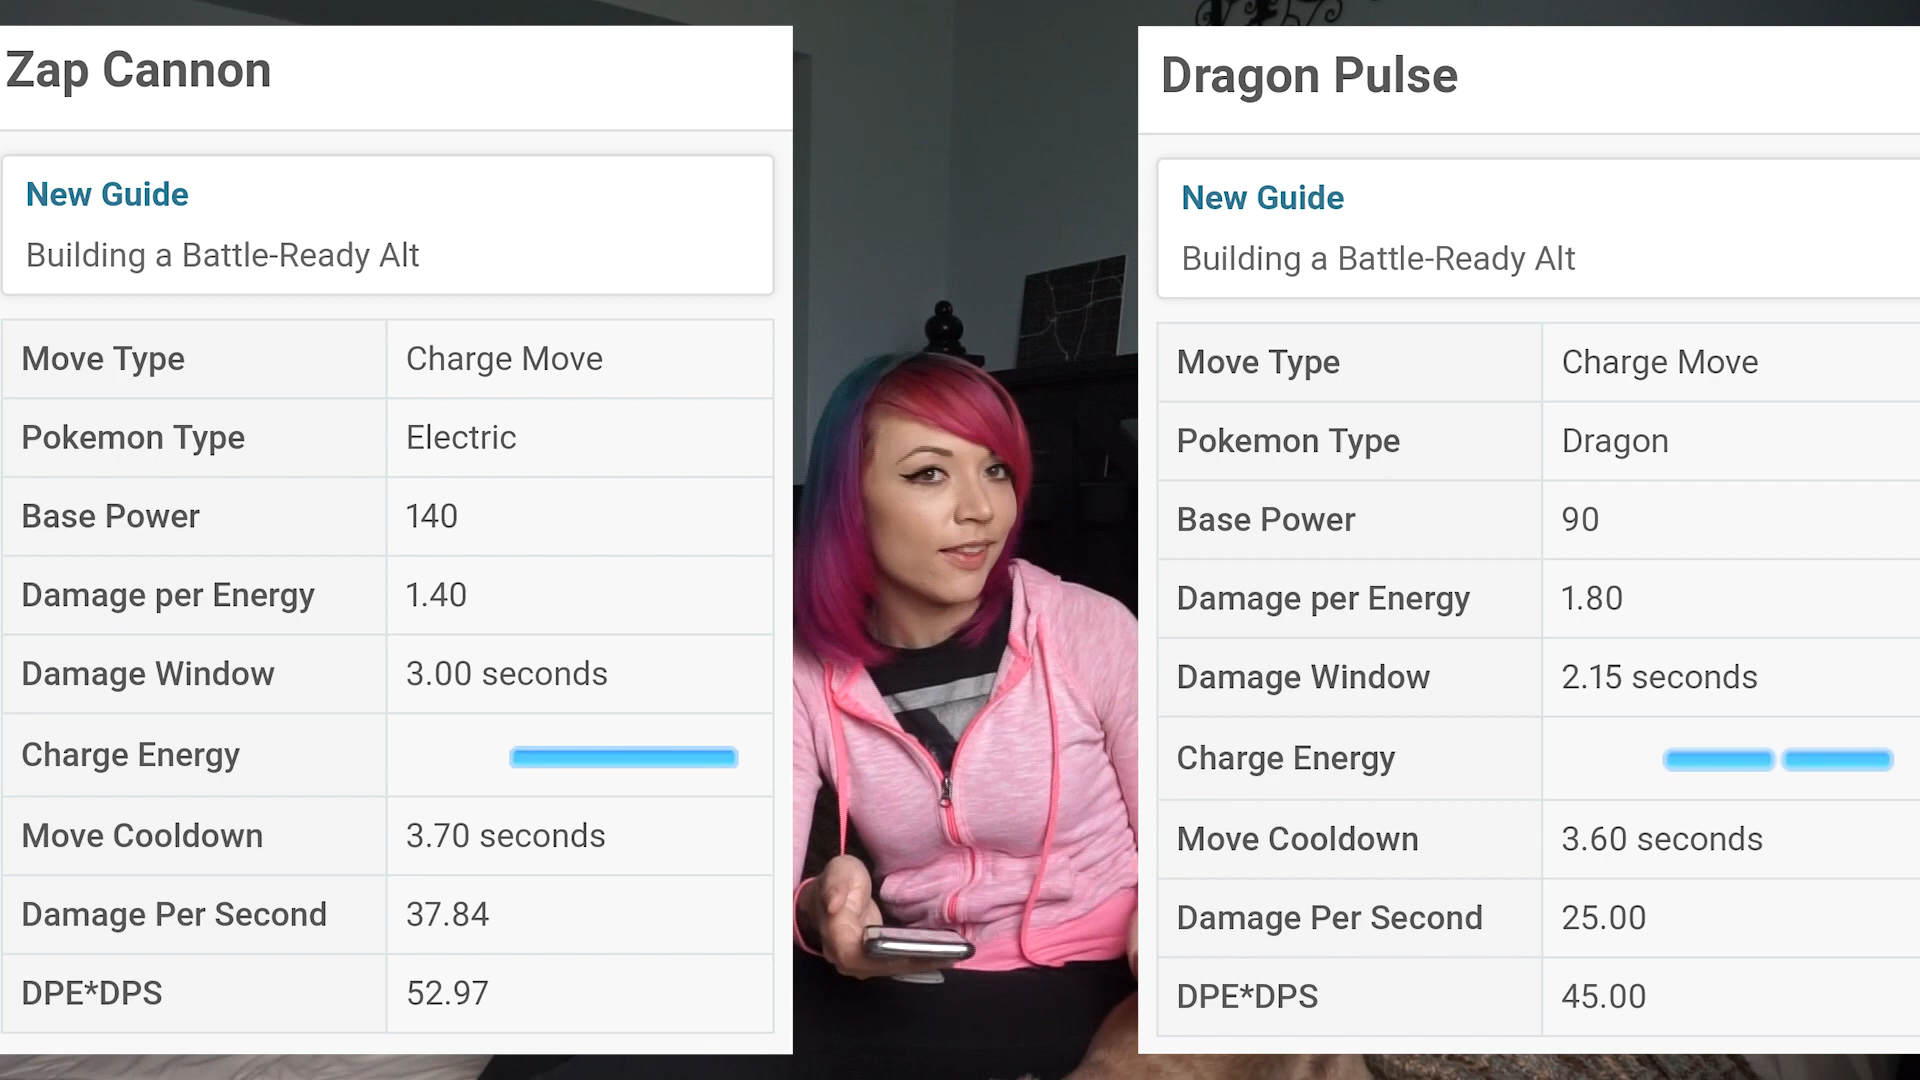 Zap Cannon
New Guide
Building a Battle-Ready Alt
Move Type Charge Move
Pokemon Type Electric
Base Power 140
Damage per Energy 1.40
Damage Window 3.00 seconds
Charge Energy
Move Cooldown 3.70 seconds
Damage Per Second 37.84
DPE*DPS 52.97
Dragon Pulse
New Guide
Building a Battle-Ready Alt
Move Type Charge Move
Pokemon Type Dragon
Base Power 90
Damage per Energy 1.80
Damage Window 2.15 seconds
Charge Energy
Move Cooldown 3.60 seconds
Damage Per Second 25.00
DPE*DPS 45.00